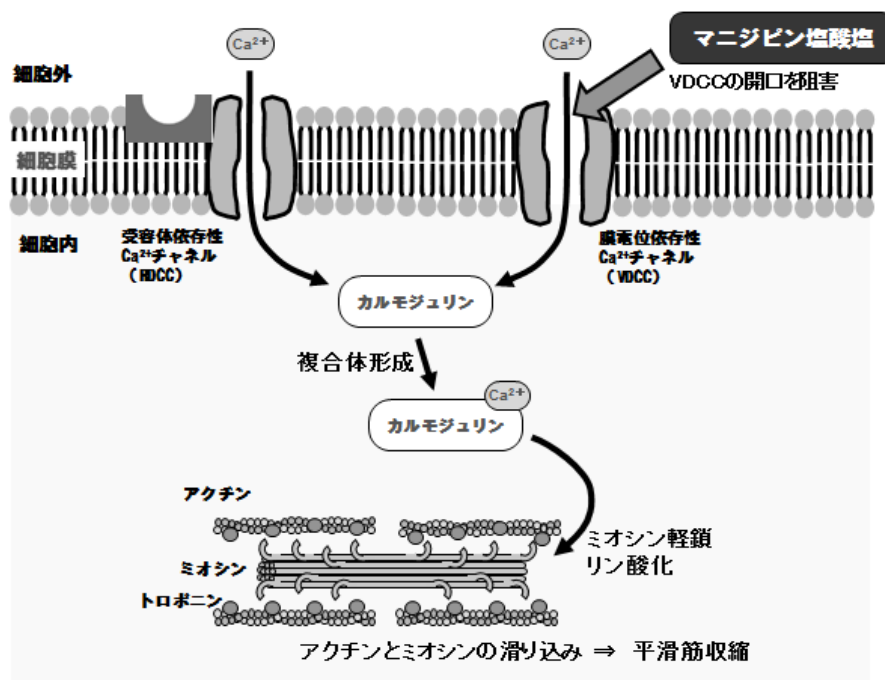 Ca²⁺
Ca²⁺
マニジピン塩酸塩
VDCCの開口を阻害
細胞外
細胞膜
細胞内
受容体依存性
Ca²⁺チャネル
(RDCC)
膜電位依存性
Ca²⁺チャネル
(VDCC)
カルモジュリン
複合体形成
Ca²⁺
カルモジュリン
アクチン
ミオシン軽鎖
リン酸化
ミオシン
トロポニン
アクチンとミオシンの滑り込み ⇒ 平滑筋収縮